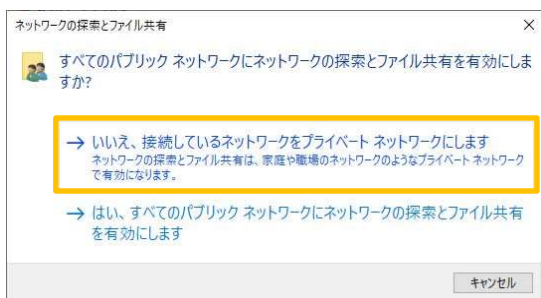 ネットワークの探索とファイル共有
すべてのパブリック ネットワークにネットワークの探索とファイル共有を有効にしま
すか?
→ いいえ、接続しているネットワークをプライベート ネットワークにします
ネットワークの探索とファイル共有は、家庭や職場のネットワークのようなプライベート ネットワーク
で有効になります。
→ はい、すべてのパブリック ネットワークにネットワークの探索とファイル共有
を有効にします
キャンセル